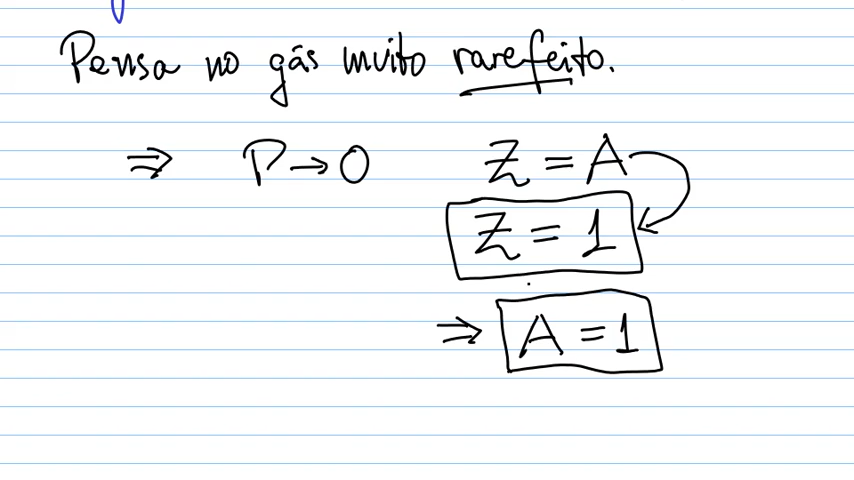 Pensa no gás muito rarefeito.
⇒ P → 0 Z = A
Z = 1
⇒ A = 1